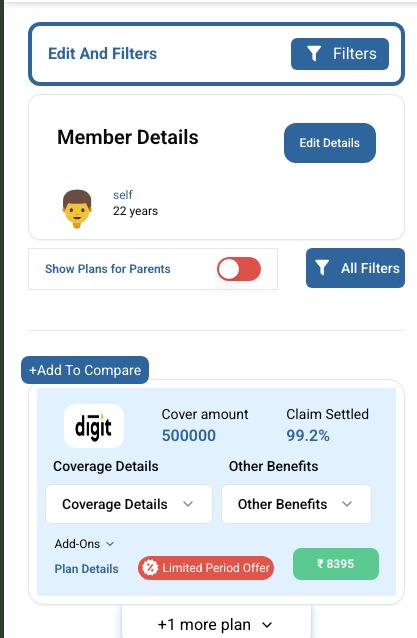 Edit And Filters
Filters
Member Details
Edit Details
self
22 years
Show Plans for Parents
All Filters
+Add To Compare
digit
Cover amount
Claim Settled
500000
99.2%
Coverage Details
Other Benefits
Coverage Details
Other Benefits
Add-Ons
Plan Details
Limited Period Offer
₹ 8395
+1 more plan